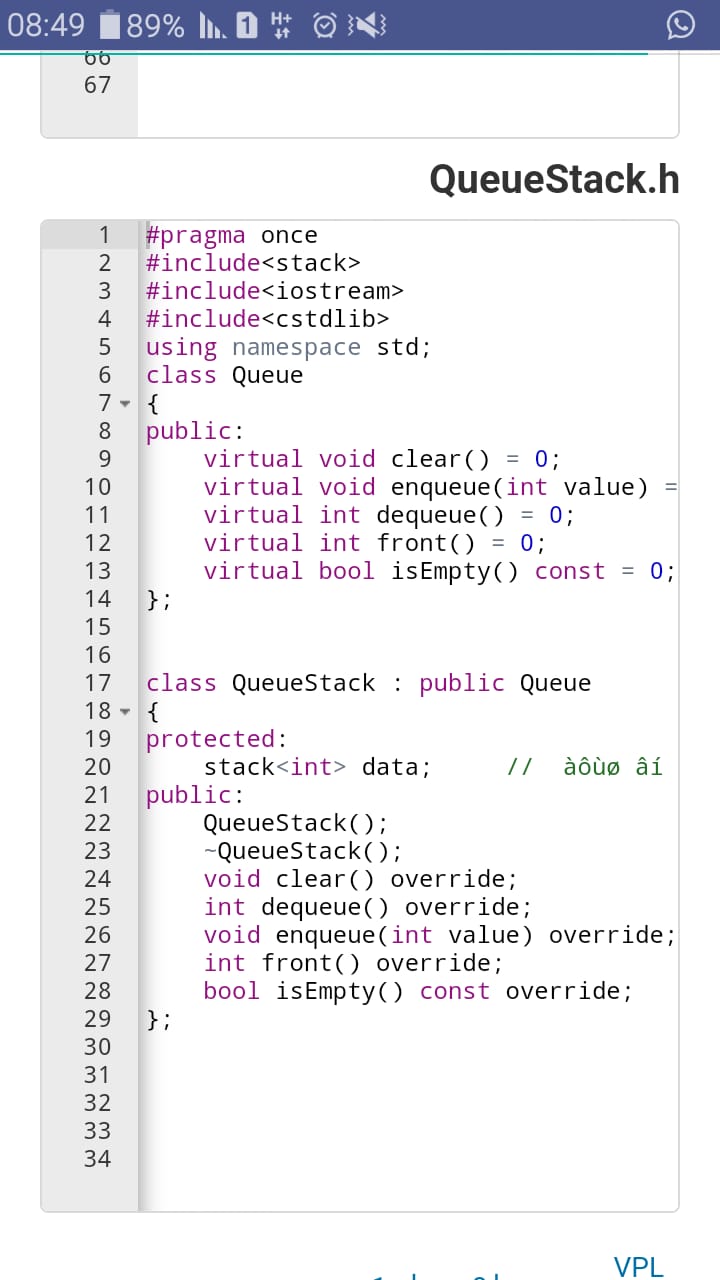 08:49 89% 1 H+
66
67
QueueStack.h
1 #pragma once
2 #include<stack>
3 #include<iostream>
4 #include<cstdlib>
5 using namespace std;
6 class Queue
7 {
8 public:
9 virtual void clear() = 0;
10 virtual void enqueue(int value) =
11 virtual int dequeue() = 0;
12 virtual int front() = 0;
13 virtual bool isEmpty() const = 0;
14 };
15
16
17 class QueueStack : public Queue
18 {
19 protected:
20 stack<int> data; // àôùø âí
21 public:
22 QueueStack();
23 ~QueueStack();
24 void clear() override;
25 int dequeue() override;
26 void enqueue(int value) override;
27 int front() override;
28 bool isEmpty() const override;
29 };
30
31
32
33
34
VPL